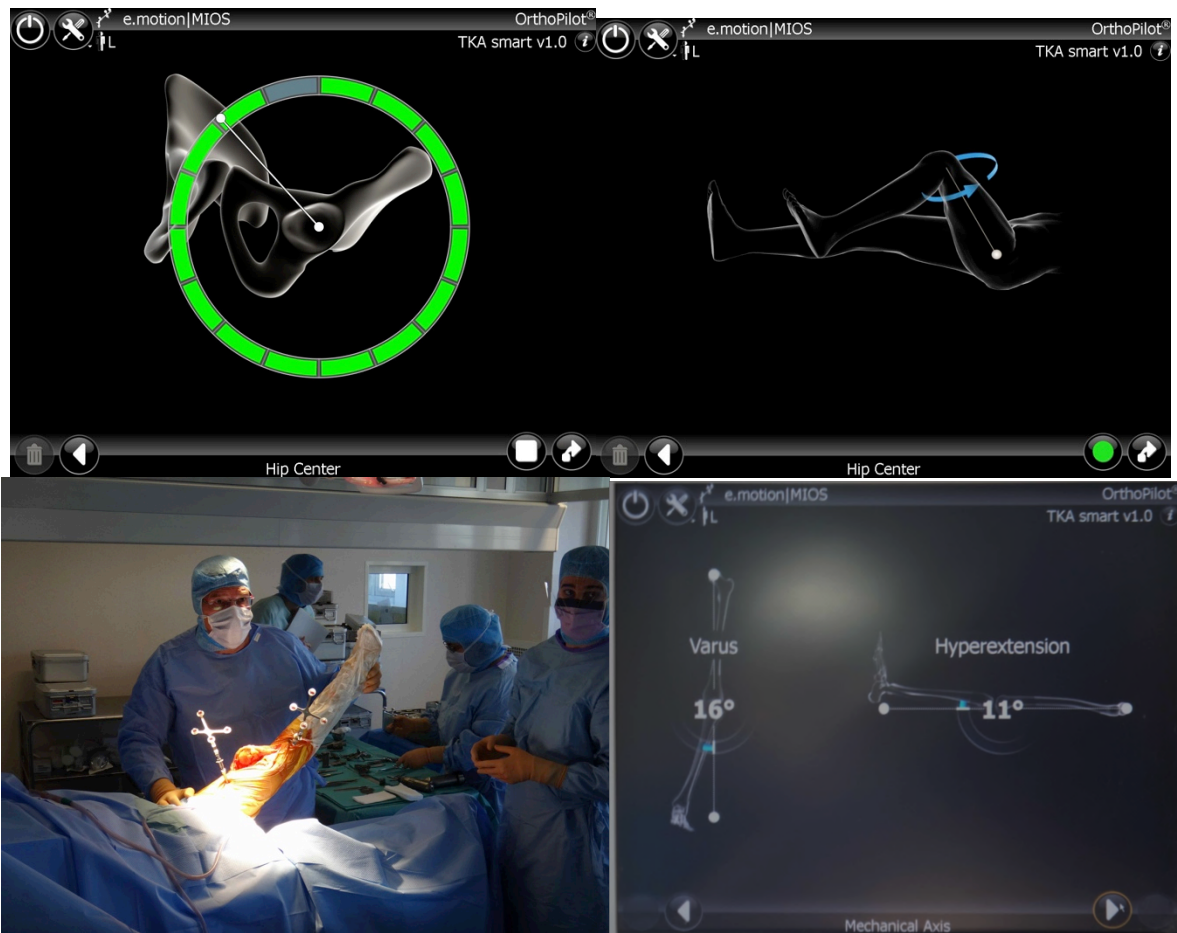 e.motion|MIOS
OrthoPilot®
L
TKA smart v1.0 i
Hip Center
e.motion|MIOS
OrthoPilot®
L
TKA smart v1.0 i
Hip Center
e.motion|MIOS
OrthoPilot®
L
TKA smart v1.0 i
Varus
Hyperextension
16°
11°
Mechanical Axis